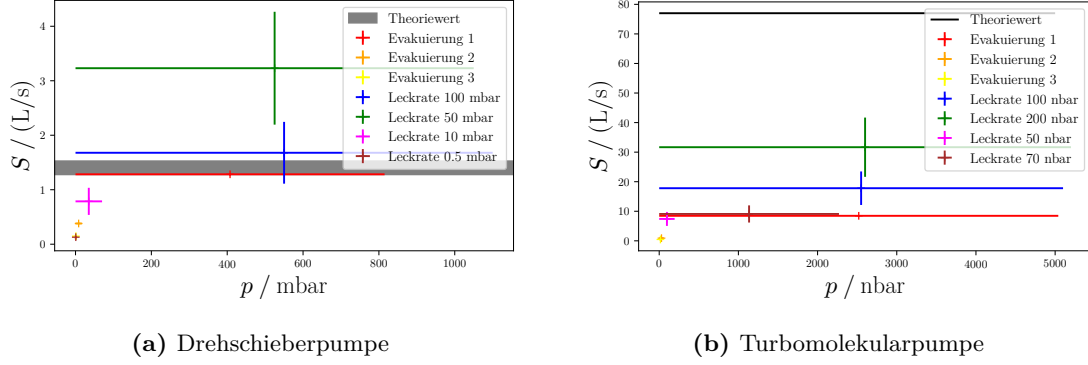 S / (L/s)
4
3
2
1
0
Theoriewert
Evakuierung 1
Evakuierung 2
Evakuierung 3
Leckrate 100 mbar
Leckrate 50 mbar
Leckrate 10 mbar
Leckrate 0.5 mbar
0 200 400 600 800 1000
p / mbar
(a) Drehschieberpumpe
S / (L/s)
80
70
60
50
40
30
20
10
0
Theoriewert
Evakuierung 1
Evakuierung 2
Evakuierung 3
Leckrate 100 nbar
Leckrate 200 nbar
Leckrate 50 nbar
Leckrate 70 nbar
0 1000 2000 3000 4000 5000
p / nbar
(b) Turbomolekularpumpe